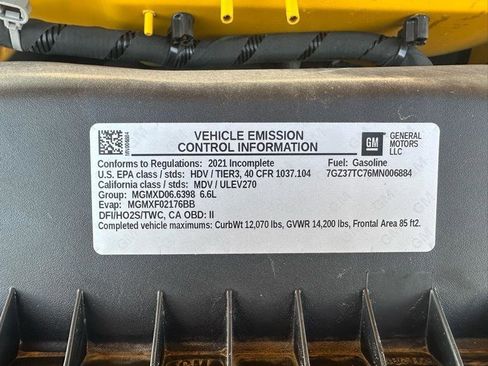 VEHICLE EMISSION
CONTROL INFORMATION
GM
GENERAL
MOTORS
LLC
Conforms to Regulations: 2021 Incomplete
Fuel: Gasoline
U.S. EPA class / stds: HDV / TIER3, 40 CFR 1037.104
7GZ37TC76MN006884
California class / stds: MDV / ULEV270
Group: MGMXD06.6398 6.6L
Evap: MGMXF02176BB
DFI/HO2S/TWC, CA OBD: II
Completed vehicle maximums: CurbWt 12,070 lbs, GVWR 14,200 lbs, Frontal Area 85 ft2.
GM